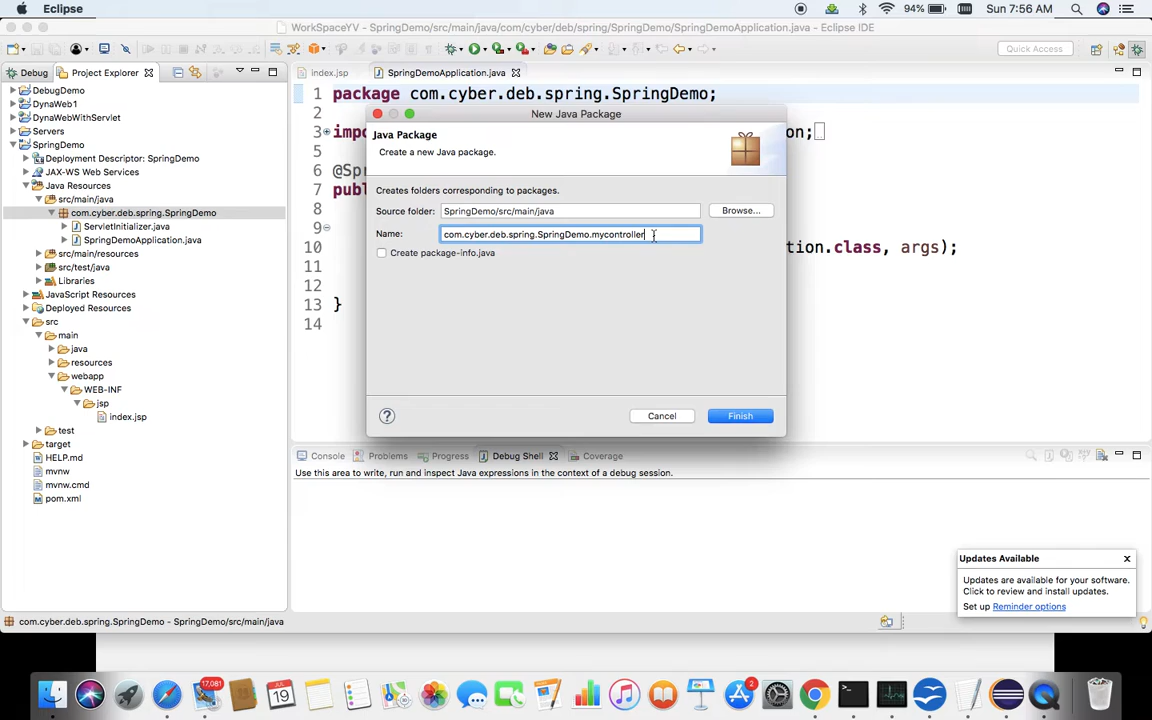 Eclipse
94%
Sun 7:56 AM
WorkSpaceYV - SpringDemo/src/main/java/com/cyber/deb/spring/SpringDemo/SpringDemoApplication.java - Eclipse IDE
Quick Access
Debug
Project Explorer
index.jsp
SpringDemoApplication.java
DebugDemo
DynaWeb1
DynaWebWithServlet
Servers
SpringDemo
Deployment Descriptor: SpringDemo
JAX-WS Web Services
Java Resources
src/main/java
com.cyber.deb.spring.SpringDemo
ServletInitializer.java
SpringDemoApplication.java
src/main/resources
src/test/java
Libraries
JavaScript Resources
Deployed Resources
src
main
java
resources
webapp
WEB-INF
jsp
index.jsp
test
target
HELP.md
mvnw
mvnw.cmd
pom.xml
1 package com.cyber.deb.spring.SpringDemo;
2
3 imp on;
5
6 @Spr
7 publ
8
9
10 tion.class, args);
11
12
13 }
14
New Java Package
Java Package
Create a new Java package.
Creates folders corresponding to packages.
Source folder: SpringDemo/src/main/java Browse...
Name: com.cyber.deb.spring.SpringDemo.mycontroller
Create package-info.java
? Cancel Finish
Console
Problems
Progress
Debug Shell
Coverage
Use this area to write, run and inspect Java expressions in the context of a debug session.
Updates Available
Updates are available for your software.
Click to review and install updates.
Set up Reminder options
com.cyber.deb.spring.SpringDemo - SpringDemo/src/main/java
17,081
19
2